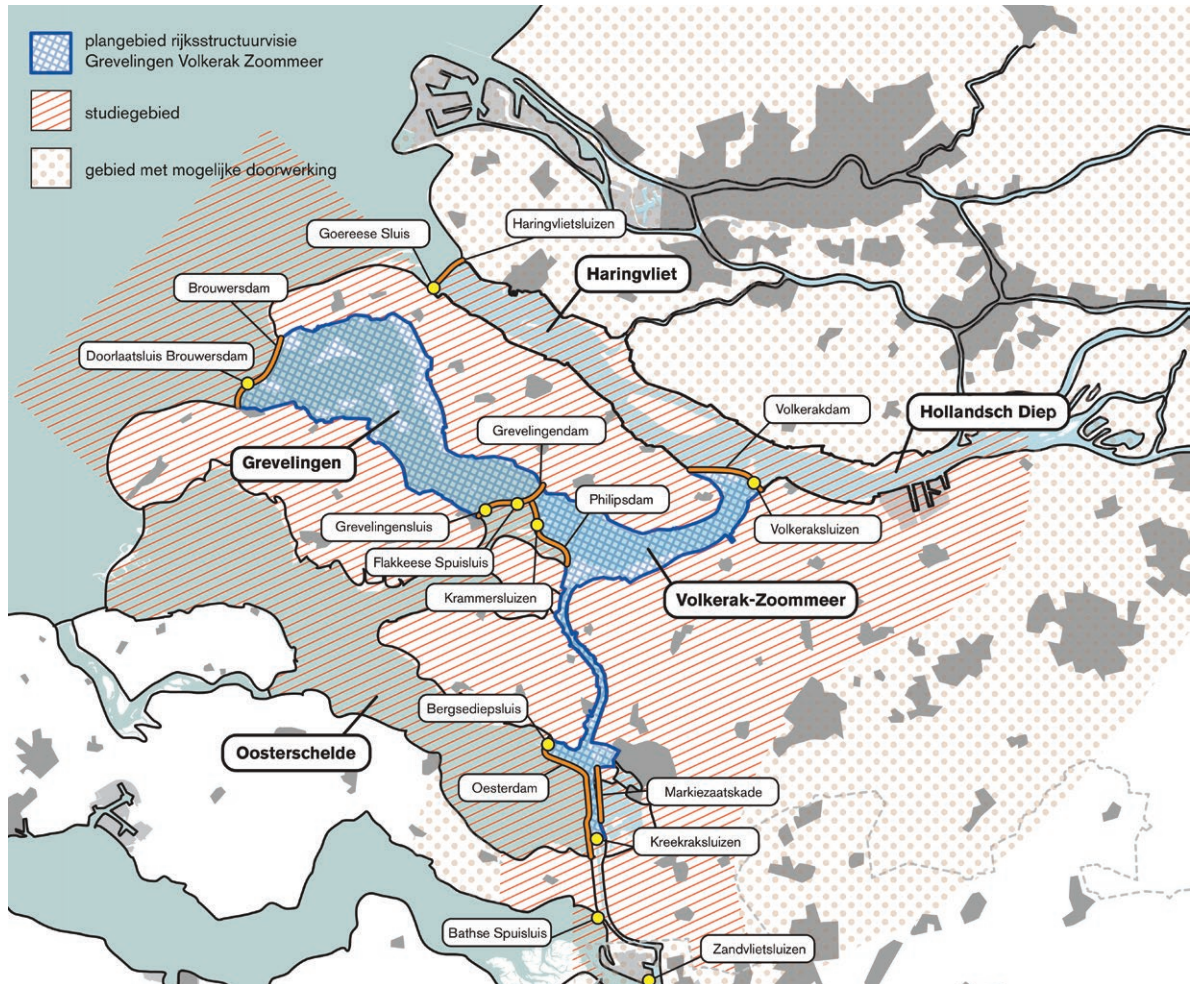 plangebied rijksstructuurvisie
Grevelingen Volkerak Zoommeer
studiegebied
gebied met mogelijke doorwerking
Haringvlietsluizen
Goereese Sluis
Haringvliet
Brouwersdam
Doorlaatsluis Brouwersdam
Volkerakdam
Hollandsch Diep
Grevelingendam
Grevelingen
Philipsdam
Grevelingensluis
Volkeraksluizen
Flakkeese Spuisluis
Krammersluizen
Volkerak-Zoommeer
Bergsediepsluis
Oosterschelde
Oesterdam
Markiezaatskade
Kreekraksluizen
Bathse Spuisluis
Zandvlietsluizen